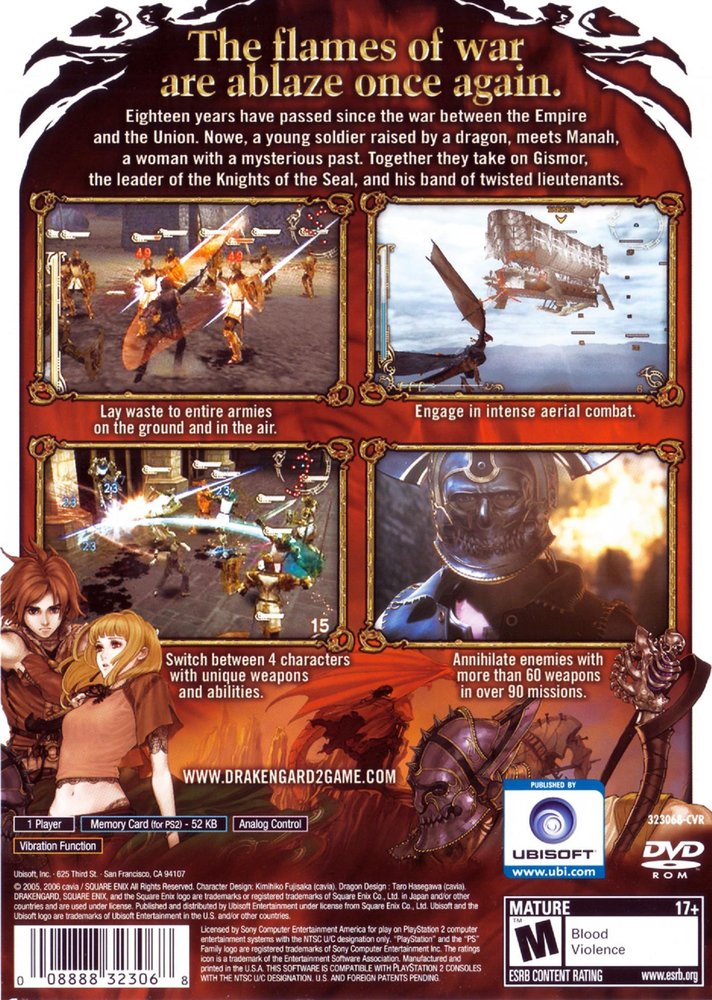 The flames of war
are ablaze once again.
Eighteen years have passed since the war between the Empire
and the Union. Nowe, a young soldier raised by a dragon, meets Manah,
a woman with a mysterious past. Together they take on Gismor,
the leader of the Knights of the Seal, and his band of twisted lieutenants.
49
49
TARGET
6
Lay waste to entire armies
on the ground and in the air.
Engage in intense aerial combat.
23
23
23
23
15
Switch between 4 characters
with unique weapons
and abilities.
Annihilate enemies with
more than 60 weapons
in over 90 missions.
WWW.DRAKENGARD2GAME.COM
1 Player
Memory Card (for PS2) - 52 KB
Analog Control
Vibration Function
PUBLISHED BY
UBISOFT
www.ubi.com
323068-CVR
DVD
ROM
Ubisoft, Inc. · 625 Third St. · San Francisco, CA 94107
© 2005, 2006 cavia / SQUARE ENIX All Rights Reserved. Character Design: Kimihiko Fujisaka (cavia). Dragon Design : Taro Hasegawa (cavia).
DRAKENGARD, SQUARE ENIX, and the Square Enix logo are trademarks or registered trademarks of Square Enix Co., Ltd. in Japan and/or other
countries and are used under license. Published and distributed by Ubisoft Entertainment under license from Square Enix Co., Ltd. Ubisoft and the
Ubisoft logo are trademarks of Ubisoft Entertainment in the U.S. and/or other countries.
Licensed by Sony Computer Entertainment America for play on PlayStation 2 computer
entertainment systems with the NTSC U/C designation only. "PlayStation" and the "PS"
Family logo are registered trademarks of Sony Computer Entertainment Inc. The ratings
icon is a trademark of the Entertainment Software Association. Manufactured and
printed in the U.S.A. THIS SOFTWARE IS COMPATIBLE WITH PLAYSTATION 2 CONSOLES
WITH THE NTSC U/C DESIGNATION. U.S. AND FOREIGN PATENTS PENDING.
0 08888 32306 8
MATURE 17+
M
Blood
Violence
ESRB CONTENT RATING www.esrb.org